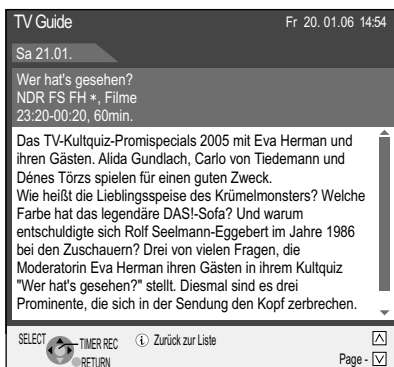 TV Guide Fr 20. 01.06 14:54
Sa 21.01.
Wer hat's gesehen?
NDR FS FH *, Filme
23:20-00:20, 60min.
Das TV-Kultquiz-Promispecials 2005 mit Eva Herman und
ihren Gästen. Alida Gundlach, Carlo von Tiedemann und
Dénes Törzs spielen für einen guten Zweck.
Wie heißt die Lieblingsspeise des Krümelmonsters? Welche
Farbe hat das legendäre DAS!-Sofa? Und warum
entschuldigte sich Rolf Seelmann-Eggebert im Jahre 1986
bei den Zuschauern? Drei von vielen Fragen, die
Moderatorin Eva Herman ihren Gästen in ihrem Kultquiz
"Wer hat's gesehen?" stellt. Diesmal sind es drei
Prominente, die sich in der Sendung den Kopf zerbrechen.
SELECT TIMER REC i Zurück zur Liste
RETURN Page -